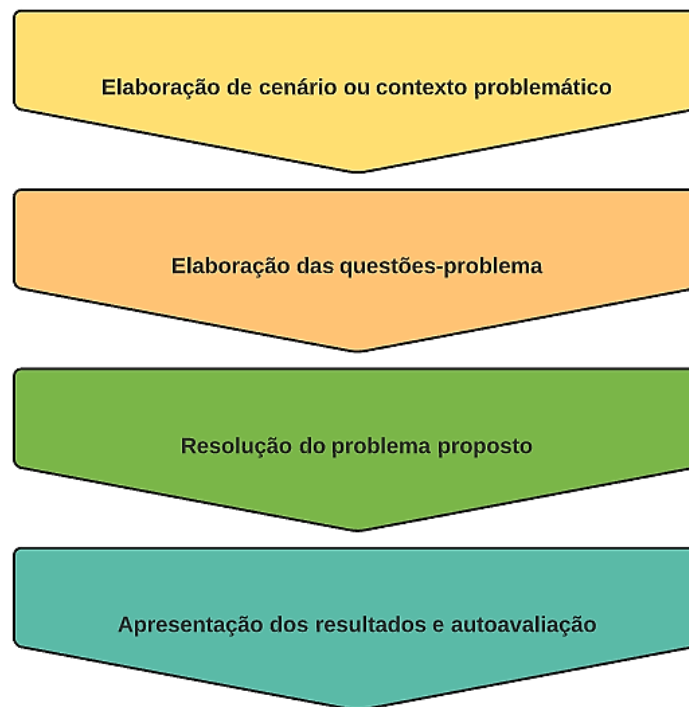 Elaboração de cenário ou contexto problemático
Elaboração das questões-problema
Resolução do problema proposto
Apresentação dos resultados e autoavaliação